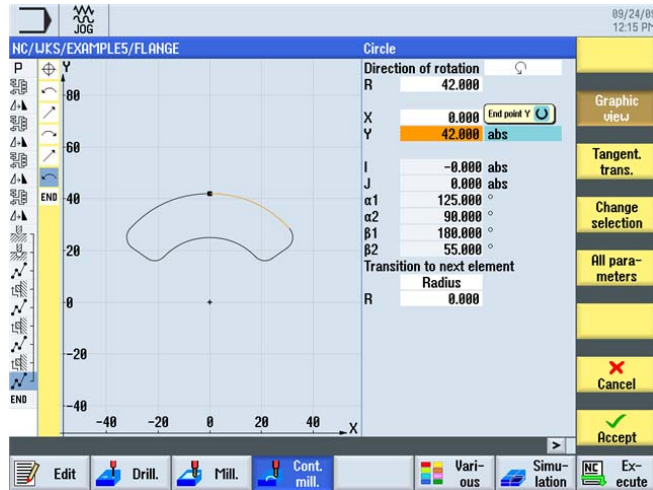 JOG
09/24/0
12:15 PM
NC/WKS/EXAMPLE5/FLANGE
Circle
P
Y
Direction of rotation
R 42.000
X 0.000
End point Y
Y 42.000 abs
I -0.000 abs
J 0.000 abs
α1 125.000 °
α2 90.000 °
β1 180.000 °
β2 55.000 °
Transition to next element
Radius
R 0.000
END
END
80
60
40
20
0
-20
-40
-40 -20 0 20 40 X
Graphic
view
Tangent.
trans.
Change
selection
All para-
meters
Cancel
Accept
>
Edit
Drill.
Mill.
Cont.
mill.
Vari-
ous
Simu-
lation
NC
Ex-
ecute